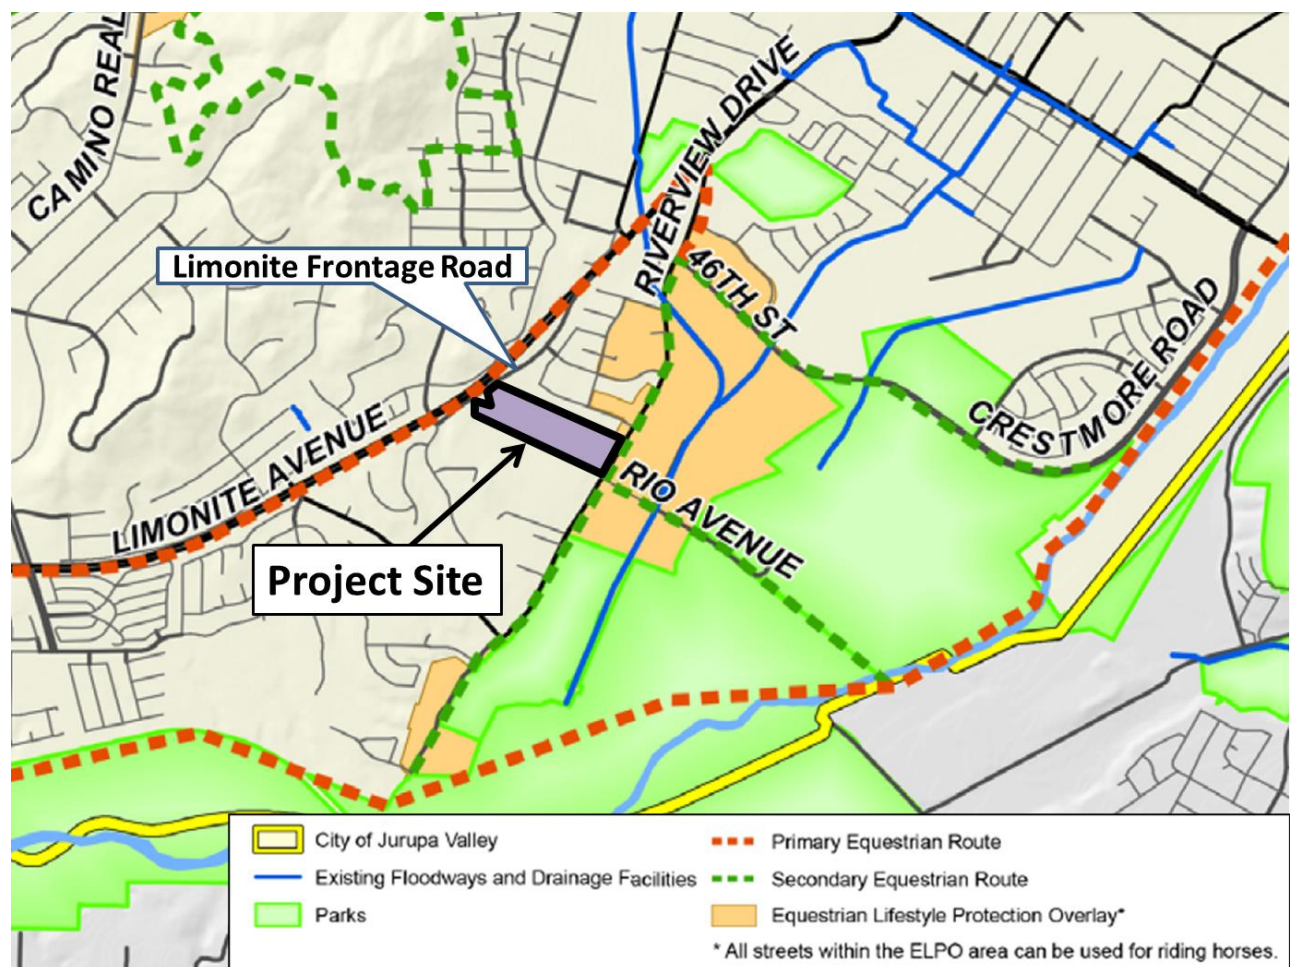 CAMINO REAL
RIVERVIEW DRIVE
Limonite Frontage Road
46TH ST
CRESTMORE ROAD
LIMONITE AVENUE
RIO AVENUE
Project Site
City of Jurupa Valley
Existing Floodways and Drainage Facilities
Parks
Primary Equestrian Route
Secondary Equestrian Route
Equestrian Lifestyle Protection Overlay*
* All streets within the ELPO area can be used for riding horses.